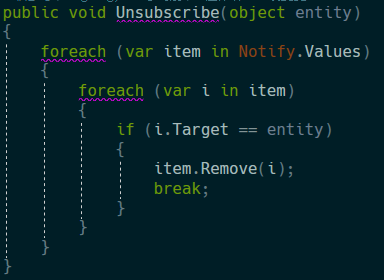 public void Unsubscribe(object entity)
{
foreach (var item in Notify.Values)
{
foreach (var i in item)
{
if (i.Target == entity)
{
item.Remove(i);
break;
}
}
}
}